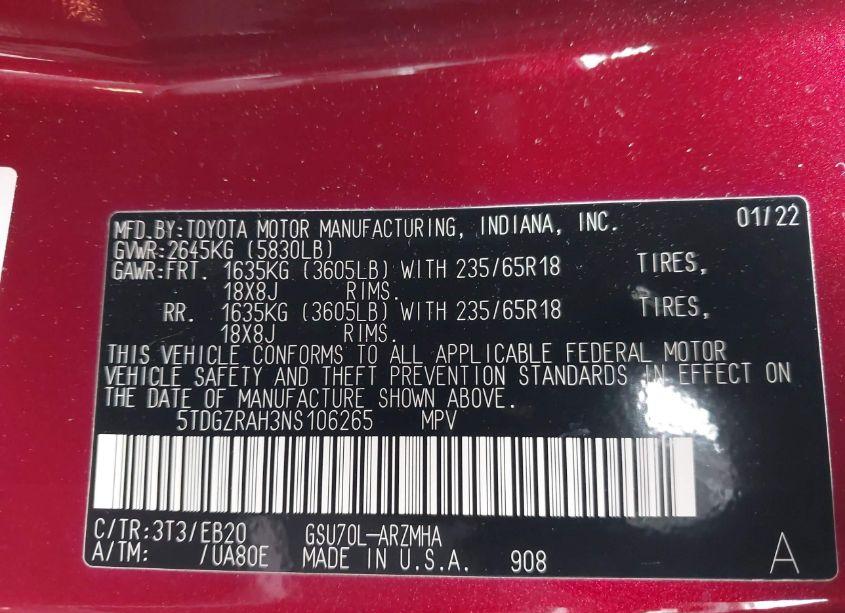 MFD.BY:TOYOTA MOTOR MANUFACTURING, INDIANA, INC. 01/22
GVWR:2645KG (5830LB)
GAWR:FRT. 1635KG (3605LB) WITH 235/65R18 TIRES,
18X8J RIMS.
RR. 1635KG (3605LB) WITH 235/65R18 TIRES,
18X8J RIMS.
THIS VEHICLE CONFORMS TO ALL APPLICABLE FEDERAL MOTOR
VEHICLE SAFETY AND THEFT PREVENTION STANDARDS IN EFFECT ON
THE DATE OF MANUFACTURE SHOWN ABOVE.
5TDGZRAH3NS106265 MPV
C/TR:3T3/EB20 GSU70L-ARZMHA
A/TM: /UA80E MADE IN U.S.A. 908 A